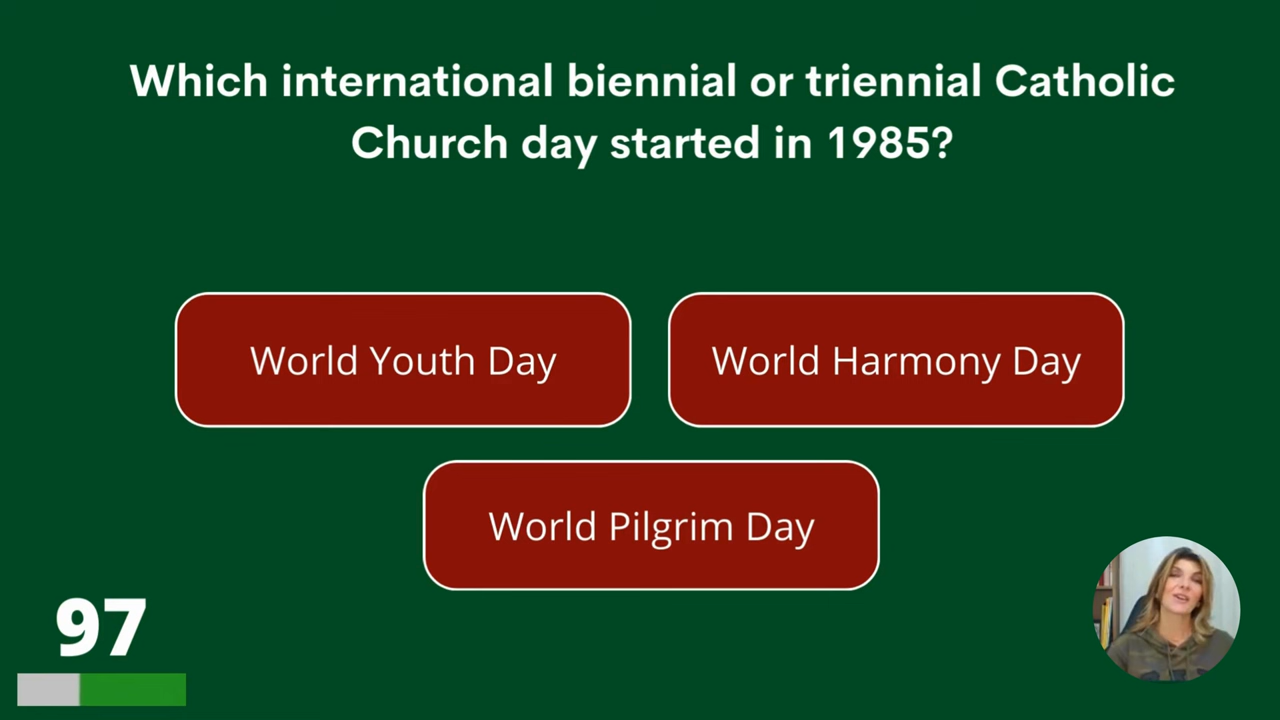 Which international biennial or triennial Catholic
Church day started in 1985?
World Youth Day
World Harmony Day
World Pilgrim Day
97